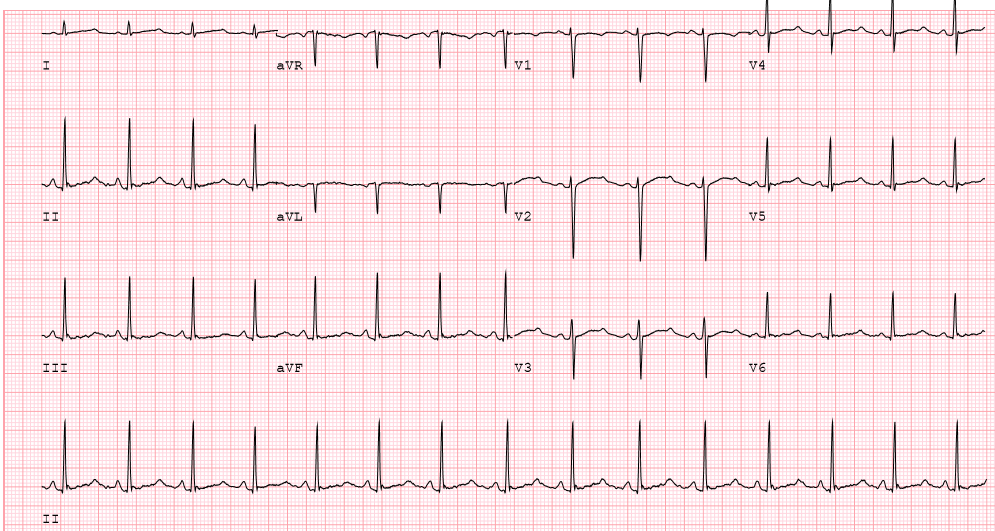 I aVR V1 V4
II aVL V2 V5
III aVF V3 V6
II